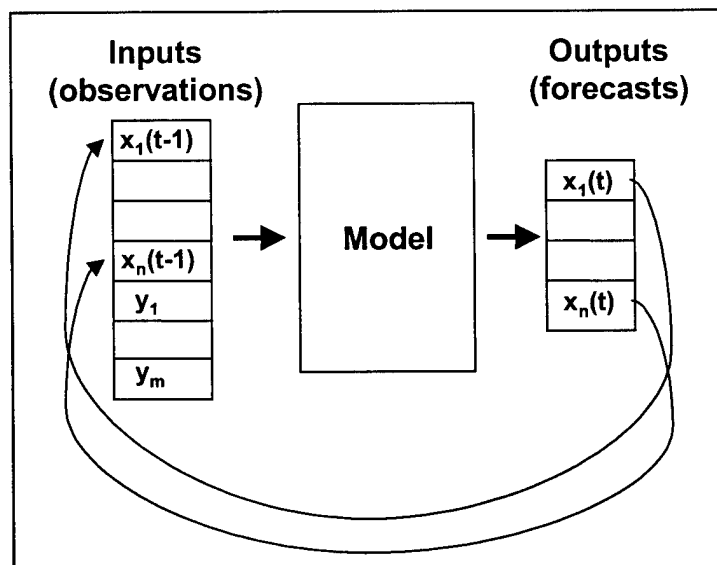 Inputs
(observations)
x₁(t-1)
xₙ(t-1)
y₁
yₘ
Model
Outputs
(forecasts)
x₁(t)
xₙ(t)